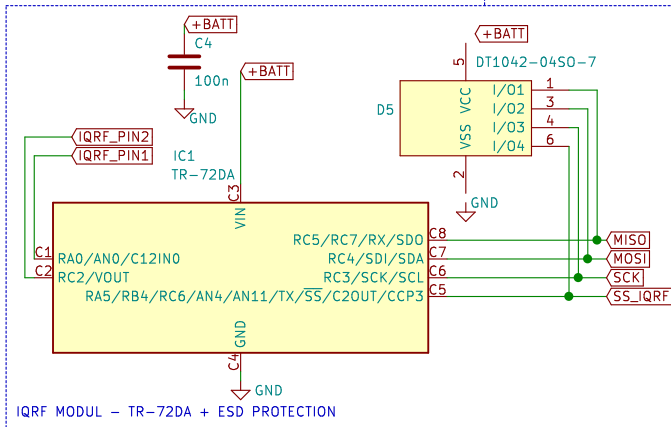 +BATT
C4
100n
GND
+BATT
+BATT
DT1042-04SO-7
D5
5
VCC
VSS
2
I/O1
1
I/O2
3
I/O3
4
I/O4
6
GND
IQRF_PIN2
IQRF_PIN1
IC1
TR-72DA
C3
VIN
C1
RA0/AN0/C12IN0
C2
RC2/VOUT
RC5/RC7/RX/SDO
C8
MISO
RC4/SDI/SDA
C7
MOSI
RC3/SCK/SCL
C6
SCK
RA5/RB4/RC6/AN4/AN11/TX/SS/C2OUT/CCP3
C5
SS_IQRF
GND
C4
GND
IQRF MODUL - TR-72DA + ESD PROTECTION